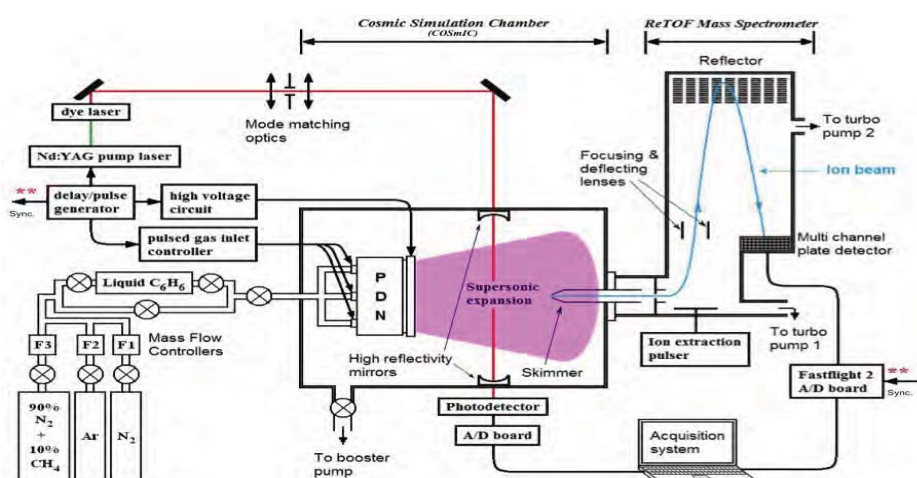 Cosmic Simulation Chamber
(COSmIC)
ReTOF Mass Spectrometer
Reflector
dye laser
Mode matching
optics
To turbo
pump 2
Nd:YAG pump laser
Focusing &
deflecting
lenses
Ion beam
**
Sync.
delay/pulse
generator
high voltage
circuit
pulsed gas inlet
controller
Multi channel
plate detector
Liquid C6H6
P
D
N
Supersonic
expansion
F3
F2
F1
Mass Flow
Controllers
High reflectivity
mirrors
Skimmer
Ion extraction
pulser
To turbo
pump 1
Fastflight 2
A/D board
**
Sync.
90%
N2
+
10%
CH4
Ar
N2
Photodetector
A/D board
To booster
pump
Acquisition
system